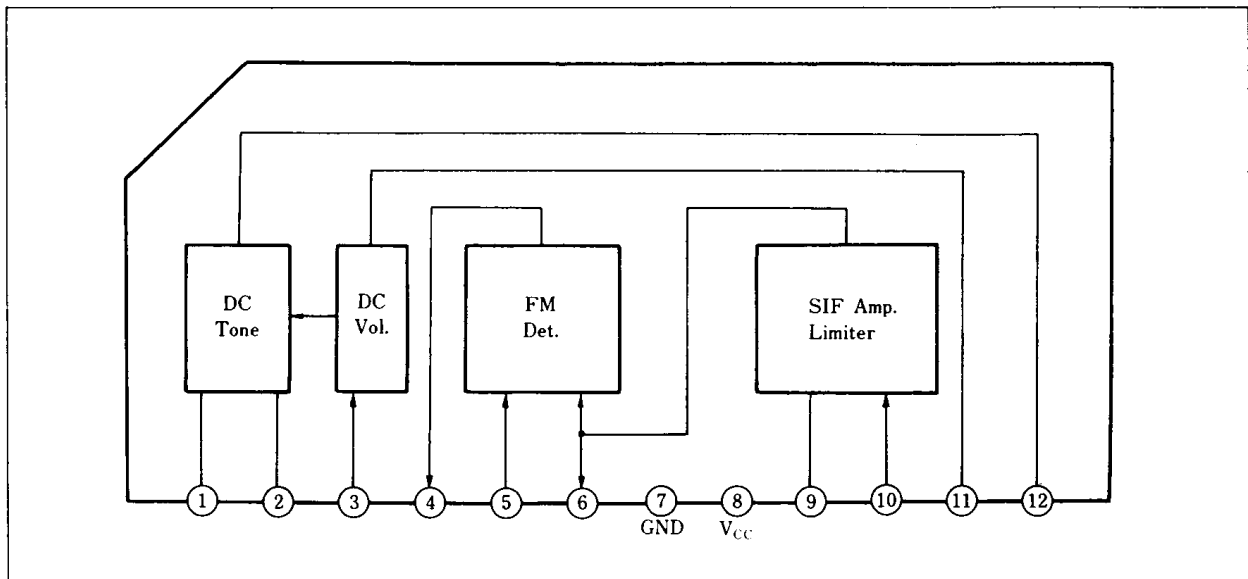 DC
Tone
DC
Vol.
FM
Det.
SIF Amp.
Limiter
1 2 3 4 5 6 7 8 9 10 11 12
GND VCC